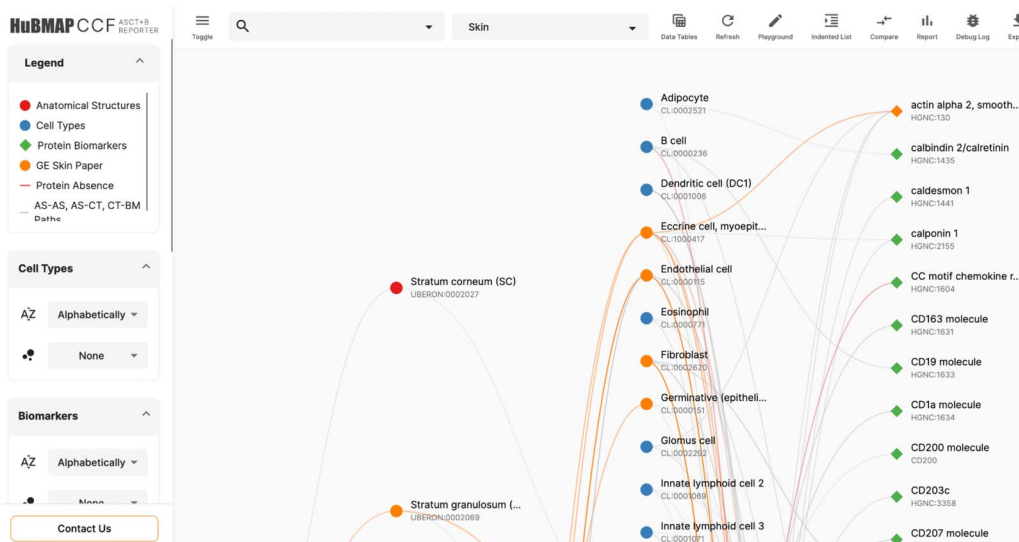 HuBMAP CCF ASCT+B REPORTER
Toggle
Skin
Data Tables
Refresh
Playground
Indented List
Compare
Report
Debug Log
Exp
Legend
Anatomical Structures
Cell Types
Protein Biomarkers
GE Skin Paper
Protein Absence
AS-AS, AS-CT, CT-BM
Paths
Cell Types
AZ
Alphabetically
None
Biomarkers
AZ
Alphabetically
None
Contact Us
Stratum corneum (SC)
UBERON:0002027
Stratum granulosum (...
UBERON:0002069
Adipocyte
CL:0002521
B cell
CL:0000236
Dendritic cell (DC1)
CL:0001006
Eccrine cell, myoepit...
CL:1000417
Endothelial cell
CL:0000115
Eosinophil
CL:0000771
Fibroblast
CL:0002620
Germinative (epitheli...
CL:0000151
Glomus cell
CL:0002292
Innate lymphoid cell 2
CL:0001069
Innate lymphoid cell 3
CL:0001071
actin alpha 2, smooth...
HGNC:130
calbindin 2/calretinin
HGNC:1435
caldesmon 1
HGNC:1441
calponin 1
HGNC:2155
CC motif chemokine r...
HGNC:1604
CD163 molecule
HGNC:1631
CD19 molecule
HGNC:1633
CD1a molecule
HGNC:1634
CD200 molecule
CD200
CD203c
HGNC:3358
CD207 molecule